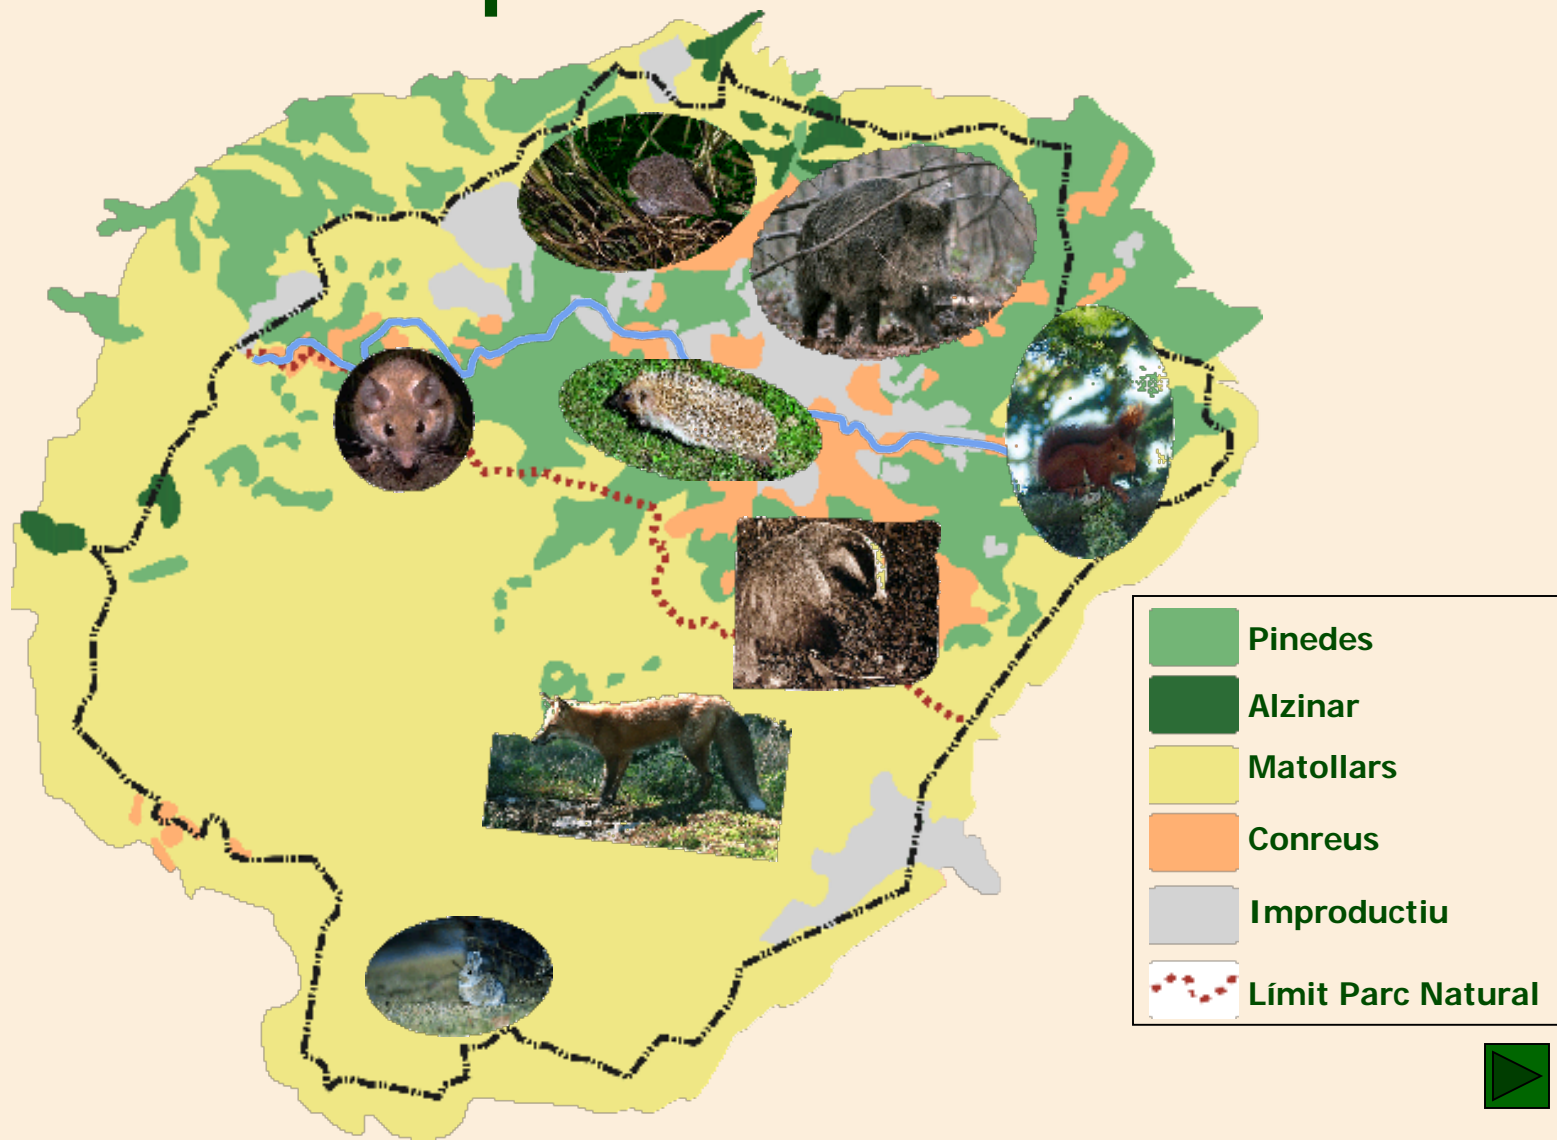 Pinedes
Alzinar
Matollars
Conreus
Improductiu
Límit Parc Natural